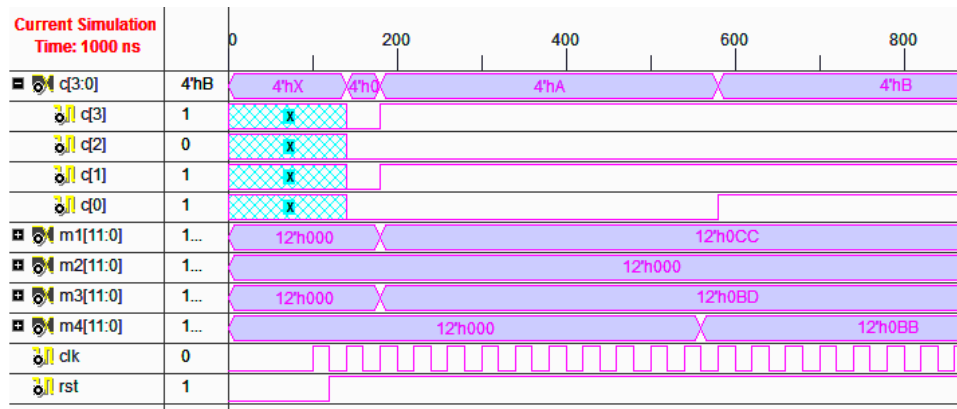 Current Simulation
Time: 1000 ns
0 200 400 600 800
c[3:0] 4'hB 4'hX 4'h0 4'hA 4'hB
c[3] 1 X
c[2] 0 X
c[1] 1 X
c[0] 1 X
m1[11:0] 1... 12'h000 12'h0CC
m2[11:0] 1... 12'h000
m3[11:0] 1... 12'h000 12'h0BD
m4[11:0] 1... 12'h000 12'h0BB
clk 0
rst 1